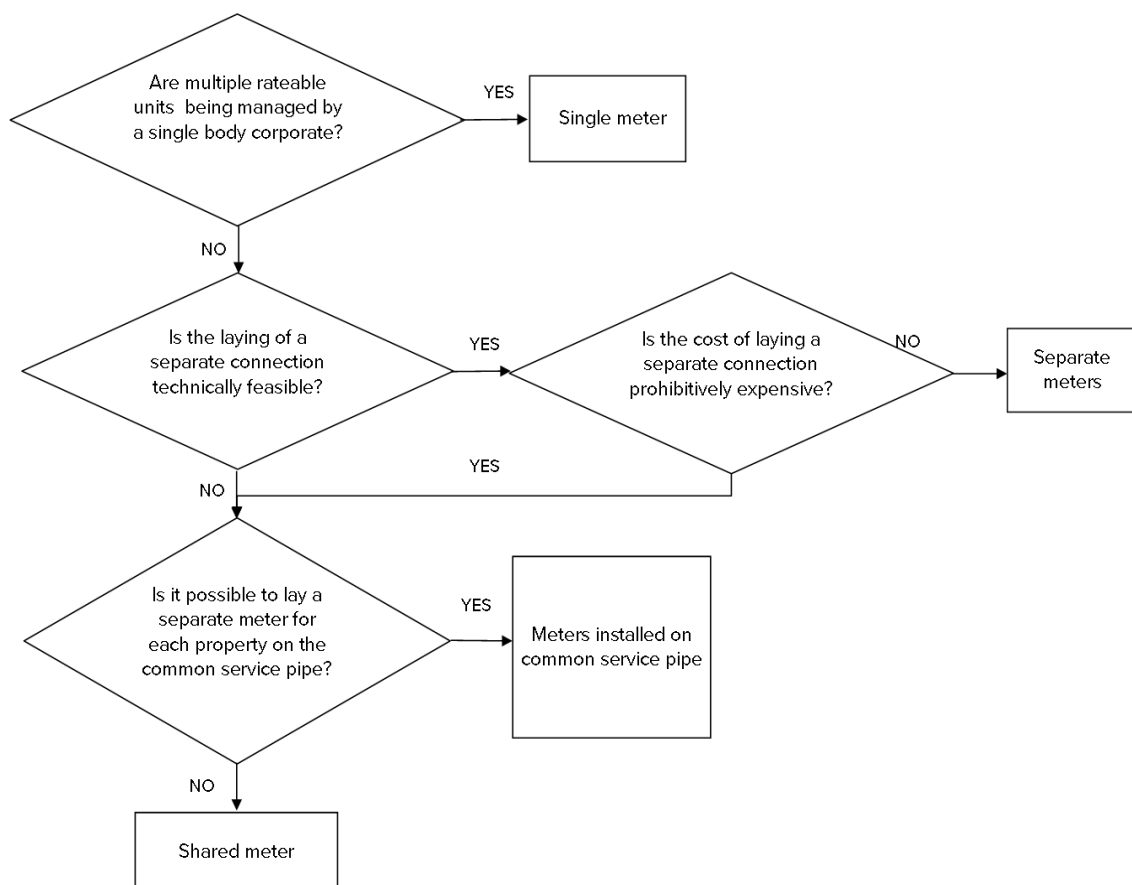 Are multiple rateable
units being managed by
a single body corporate?
YES
Single meter
NO
Is the laying of a
separate connection
technically feasible?
YES
Is the cost of laying a
separate connection
prohibitively expensive?
NO
Separate
meters
YES
NO
Is it possible to lay a
separate meter for
each property on the
common service pipe?
YES
Meters installed on
common service pipe
NO
Shared meter